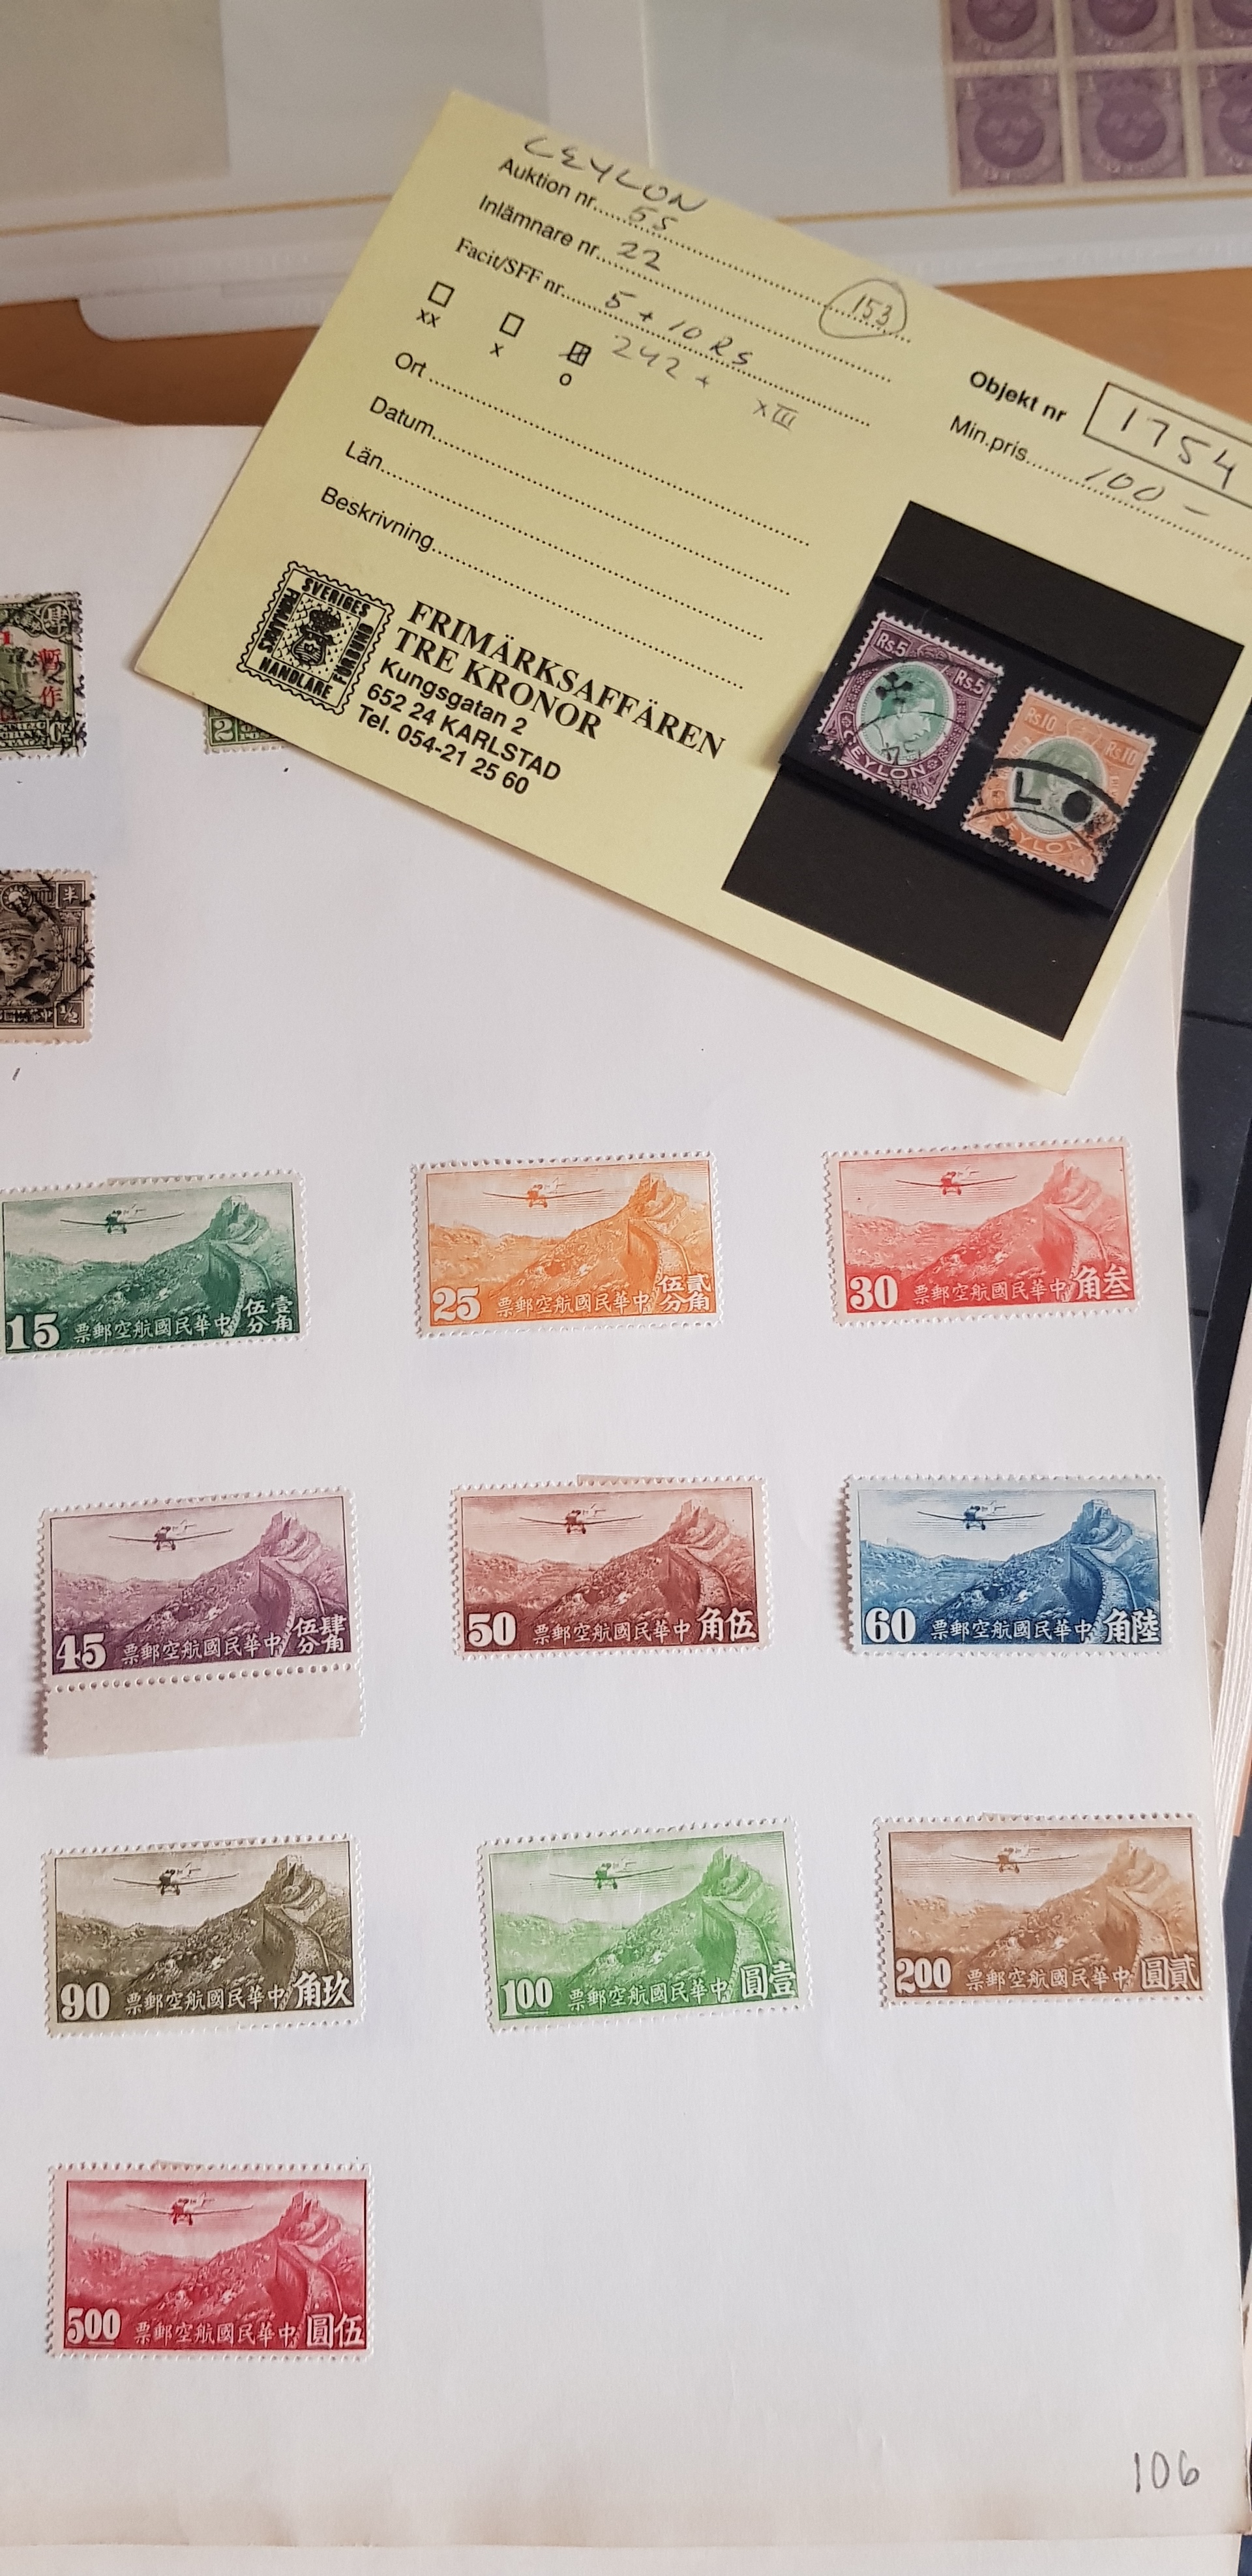 CEYLON
Auktion nr. 55
Inlämnare nr. 22
153
Facit/SFF nr. 5 + 10 RS
242 +
XIII
xx
x
o
Ort
Datum
Län
Beskrivning
Objekt nr 1754
Min.pris 100 -
SVERIGES
HANDLARE
FRIMÄRKSAFFÄREN
TRE KRONOR
Kungsgatan 2
652 24 KARLSTAD
Tel. 054-21 25 60
Rs.5 Rs.5
CEYLON
Rs.10 Rs.10
CEYLON
暫
作
2
半
1/2
15 票郵空航國民華中 伍分壹角
25 票郵空航國民華中 伍分貳角
30 票郵空航國民華中 角叁
45 票郵空航國民華中 伍分肆角
50 票郵空航國民華中 角伍
60 票郵空航國民華中 角陸
90 票郵空航國民華中 角玖
100 票郵空航國民華中 圓壹
200 票郵空航國民華中 圓貳
500 票郵空航國民華中 圓伍
106